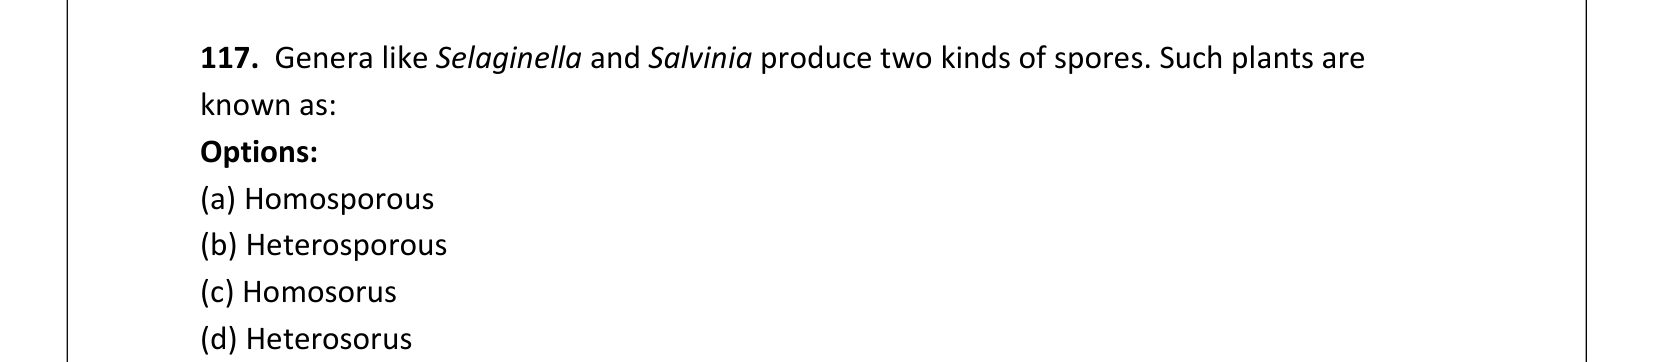 117. Genera like Selaginella and Salvinia produce two kinds of spores. Such plants are
known as:
Options:
(a) Homosporous
(b) Heterosporous
(c) Homosorus
(d) Heterosorus